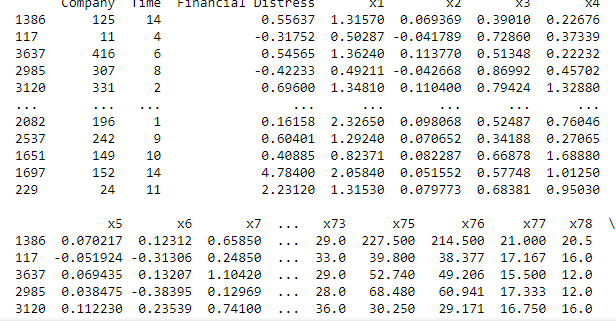 Company Time Financial Distress x1 x2 x3 x4
1386 125 14 0.55637 1.31570 0.069369 0.39010 0.22676
117 11 4 -0.31752 0.50287 -0.041789 0.72860 0.37339
3637 416 6 0.54565 1.36240 0.113770 0.51348 0.22232
2985 307 8 -0.42233 0.49211 -0.042668 0.86992 0.45702
3120 331 2 0.69600 1.34810 0.110400 0.79424 1.32880
... ... ... ... ... ... ... ...
2082 196 1 0.16158 2.32650 0.098068 0.52487 0.76046
2537 242 9 0.60401 1.29240 0.070652 0.34188 0.27065
1651 149 10 0.40885 0.82371 0.082287 0.66878 1.68880
1697 152 14 4.78400 2.05840 0.051552 0.57748 1.01250
229 24 11 2.23120 1.31530 0.079773 0.68381 0.95030
x5 x6 x7 ... x73 x75 x76 x77 x78 \
1386 0.070217 0.12312 0.65850 ... 29.0 227.500 214.500 21.000 20.5
117 -0.051924 -0.31306 0.24850 ... 33.0 39.800 38.377 17.167 16.0
3637 0.069435 0.13207 1.10420 ... 29.0 52.740 49.206 15.500 12.0
2985 0.038475 -0.38395 0.12969 ... 28.0 68.480 60.941 17.333 12.0
3120 0.112230 0.23539 0.74100 ... 36.0 30.250 29.171 16.750 16.0